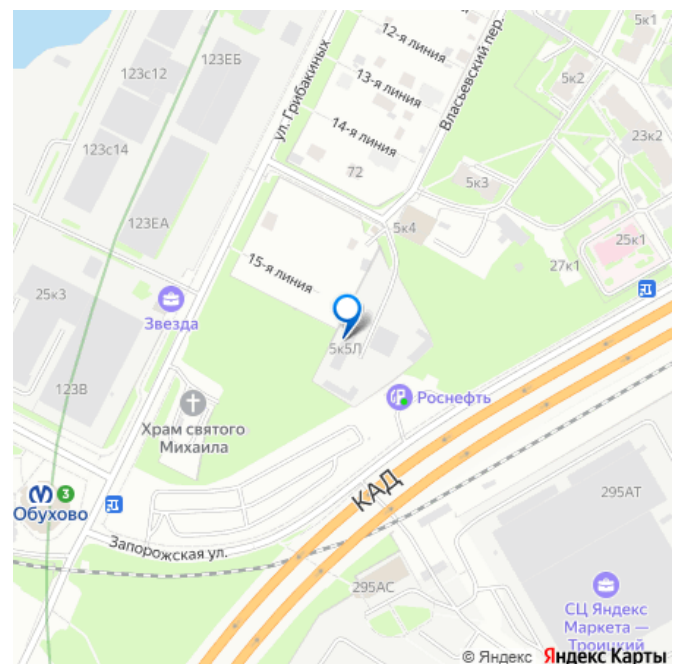 12-я линия
5к1
123ЕБ
123с12
5к2
ул. Грибакиных
13-я линия
Власьевский пер.
14-я линия
23к2
123с14
72
5к3
123ЕА
5к4
25к1
27к1
15-я линия
25к3
Звезда
5к5Л
123В
Роснефть
Храм святого
Михаила
КАД
3
Обухово
295АТ
Запорожская ул.
295АС
СЦ Яндекс
Маркета —
Троицкий
© Яндекс Яндекс Карты